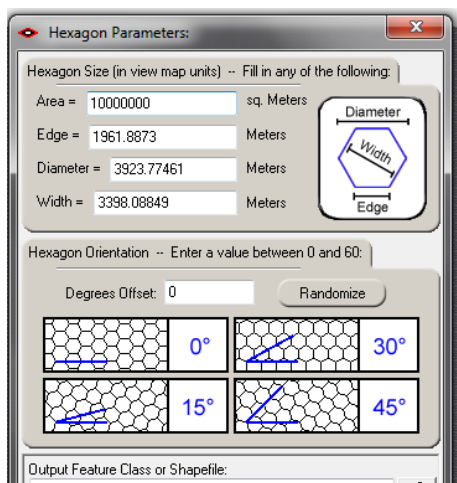 Hexagon Parameters:
Hexagon Size (in view map units) -- Fill in any of the following:
Area = 10000000 sq. Meters
Edge = 1961.8873 Meters
Diameter = 3923.77461 Meters
Width = 3398.08849 Meters
Diameter
Width
Edge
Hexagon Orientation -- Enter a value between 0 and 60:
Degrees Offset: 0 Randomize
0° 30°
15° 45°
Output Feature Class or Shapefile: